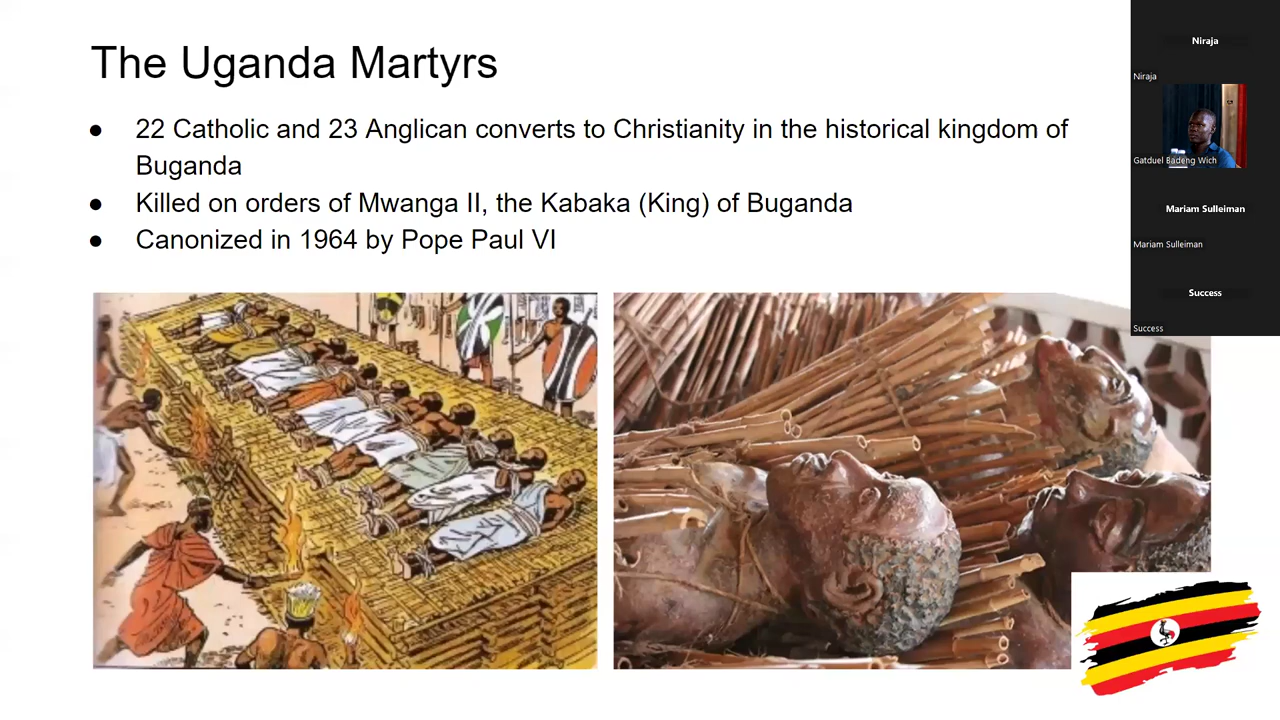 The Uganda Martyrs
● 22 Catholic and 23 Anglican converts to Christianity in the historical kingdom of
Buganda
● Killed on orders of Mwanga II, the Kabaka (King) of Buganda
● Canonized in 1964 by Pope Paul VI
Niraja
Niraja
Gatduel Badeng Wich
Mariam Sulleiman
Mariam Sulleiman
Success
Success